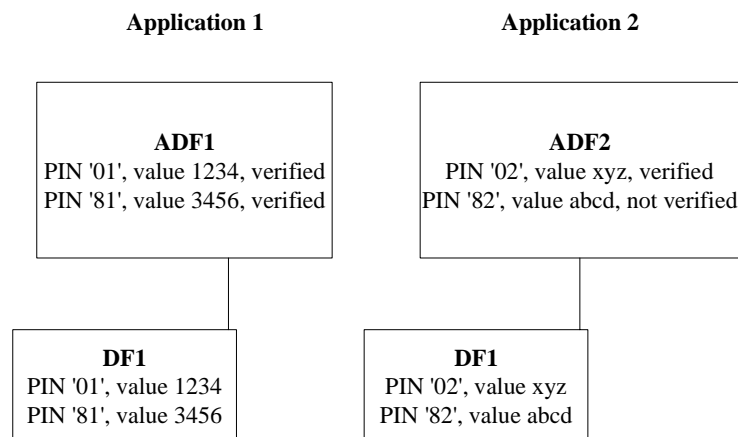 Application 1
Application 2
ADF1
PIN '01', value 1234, verified
PIN '81', value 3456, verified
ADF2
PIN '02', value xyz, verified
PIN '82', value abcd, not verified
DF1
PIN '01', value 1234
PIN '81', value 3456
DF1
PIN '02', value xyz
PIN '82', value abcd